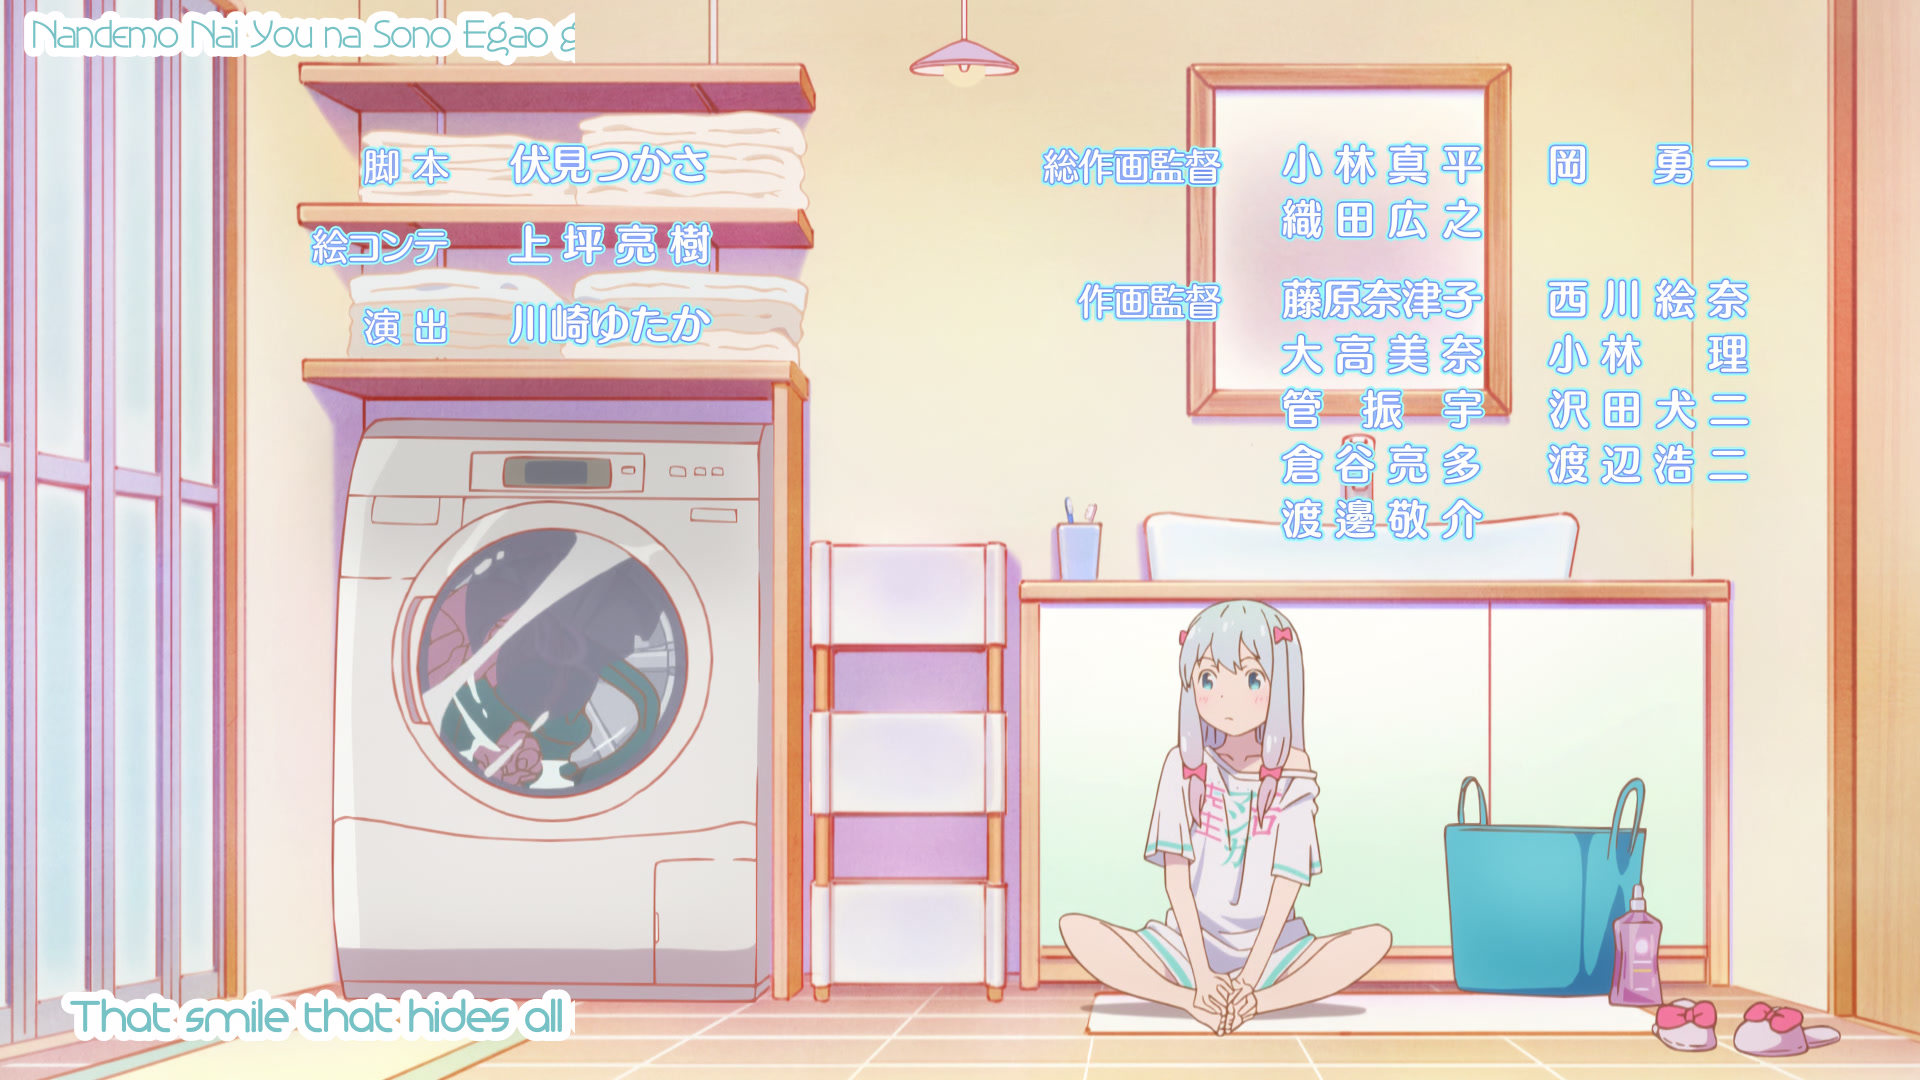 Nandemo Nai You na Sono Egao g
脚本 伏見つかさ
絵コンテ 上坪亮樹
演出 川崎ゆたか
総作画監督 小林真平 岡 勇一
織田広之
作画監督 藤原奈津子 西川絵奈
大高美奈 小林 理
管 振 宇 沢田犬二
倉谷亮多 渡辺浩二
渡邊敬介
That smile that hides all